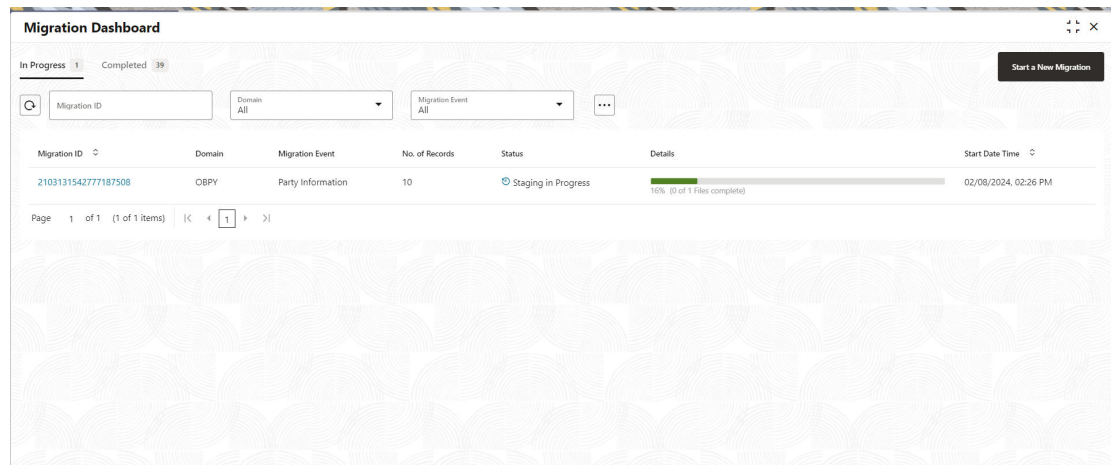 Migration Dashboard
In Progress 1 Completed 39
Start a New Migration
Migration ID
Domain
All
Migration Event
All
Migration ID Domain Migration Event No. of Records Status Details Start Date Time
2103131542777187508 OBPY Party Information 10 Staging in Progress 02/08/2024, 02:26 PM
16% (0 of 1 Files complete)
Page 1 of 1 (1 of 1 items) 1